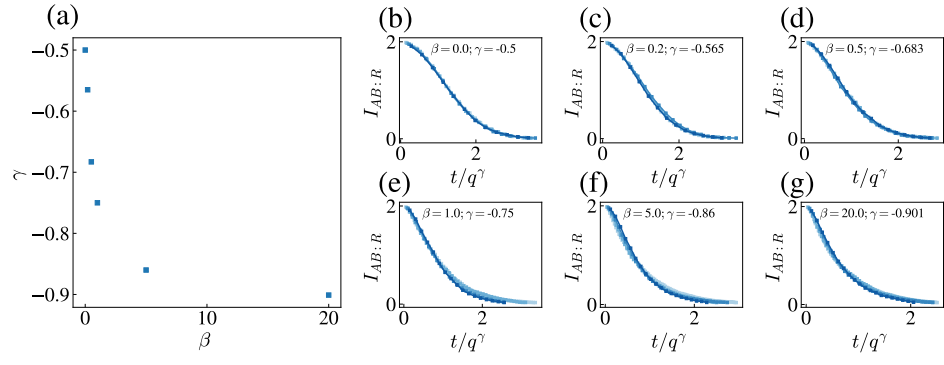 (a)
γ
−0.5
−0.6
−0.7
−0.8
−0.9
0
10
20
β
(b)
I_{AB:R}
2
0
β = 0.0; γ = -0.5
0
2
t/q^γ
(c)
I_{AB:R}
2
0
β = 0.2; γ = -0.565
0
2
t/q^γ
(d)
I_{AB:R}
2
0
β = 0.5; γ = -0.683
0
2
t/q^γ
(e)
I_{AB:R}
2
0
β = 1.0; γ = -0.75
0
2
t/q^γ
(f)
I_{AB:R}
2
0
β = 5.0; γ = -0.86
0
2
t/q^γ
(g)
I_{AB:R}
2
0
β = 20.0; γ = -0.901
0
2
t/q^γ